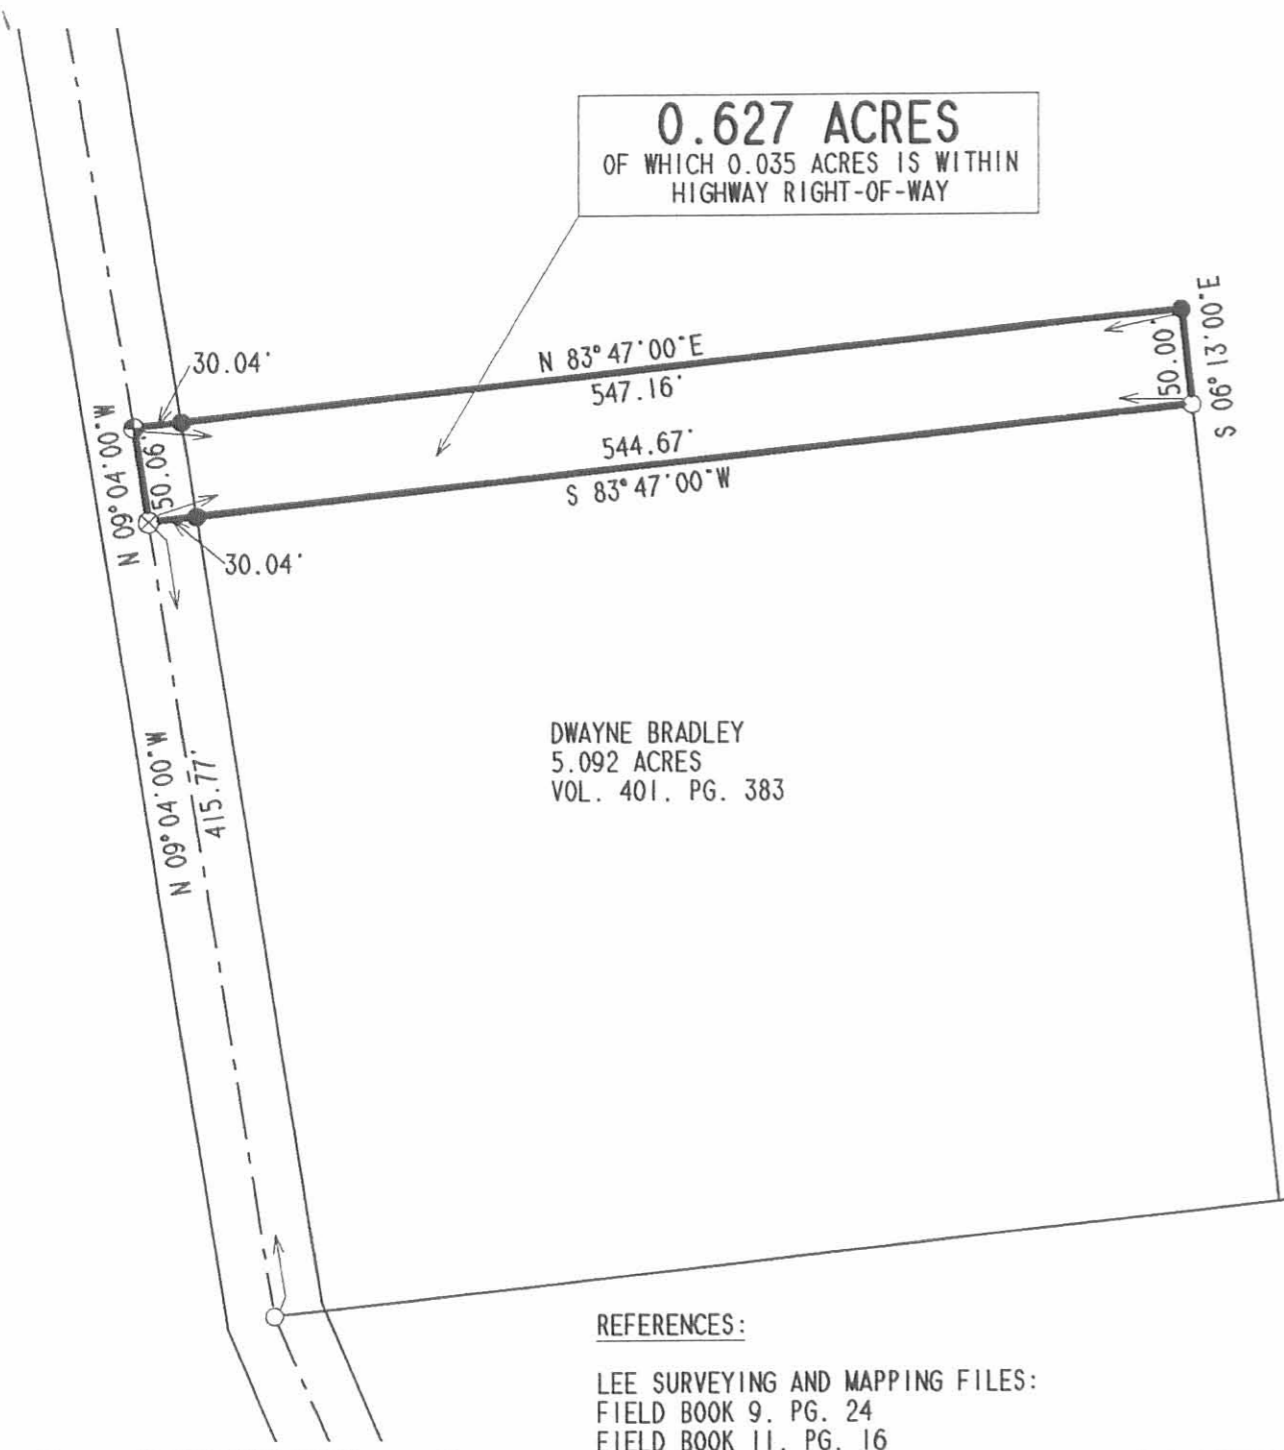 0.627 ACRES
OF WHICH 0.035 ACRES IS WITHIN
HIGHWAY RIGHT-OF-WAY
30.04'
N 83°47'00"E
547.16'
50.00'
S 06°13'00"E
N 09°04'00"W
50.06'
544.67'
S 83°47'00"W
30.04'
N 09°04'00"W
415.77'
DWAYNE BRADLEY
5.092 ACRES
VOL. 401, PG. 383
REFERENCES:
LEE SURVEYING AND MAPPING FILES:
FIELD BOOK 9, PG. 24
FIELD BOOK 11, PG. 16